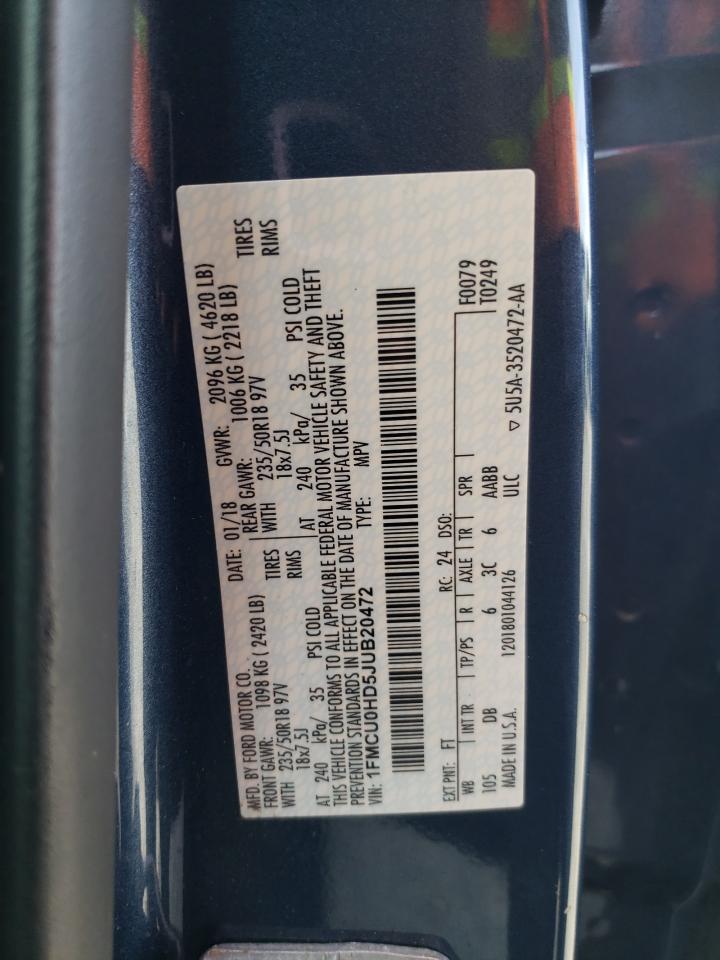 MFD. BY FORD MOTOR CO. DATE: 01/18 GVWR: 2096 KG ( 4620 LB)
FRONT GAWR: 1098 KG ( 2420 LB) REAR GAWR: 1006 KG ( 2218 LB)
WITH 235/50R18 97V TIRES WITH 235/50R18 97V TIRES
18x7.5J RIMS 18x7.5J RIMS
AT 240 kPa/ 35 PSI COLD AT 240 kPa/ 35 PSI COLD
THIS VEHICLE CONFORMS TO ALL APPLICABLE FEDERAL MOTOR VEHICLE SAFETY AND THEFT
PREVENTION STANDARDS IN EFFECT ON THE DATE OF MANUFACTURE SHOWN ABOVE.
VIN: 1FMCU0HD5JUB20472 TYPE: MPV
EXT PNT: FT RC: 24 DSO: F0079
WB INT TR TP/PS R AXLE TR SPR T0249
105 DB 6 3C 6 AABB
MADE IN U.S.A. 1201801044126 ULC ▽ 5U5A-3520472-AA